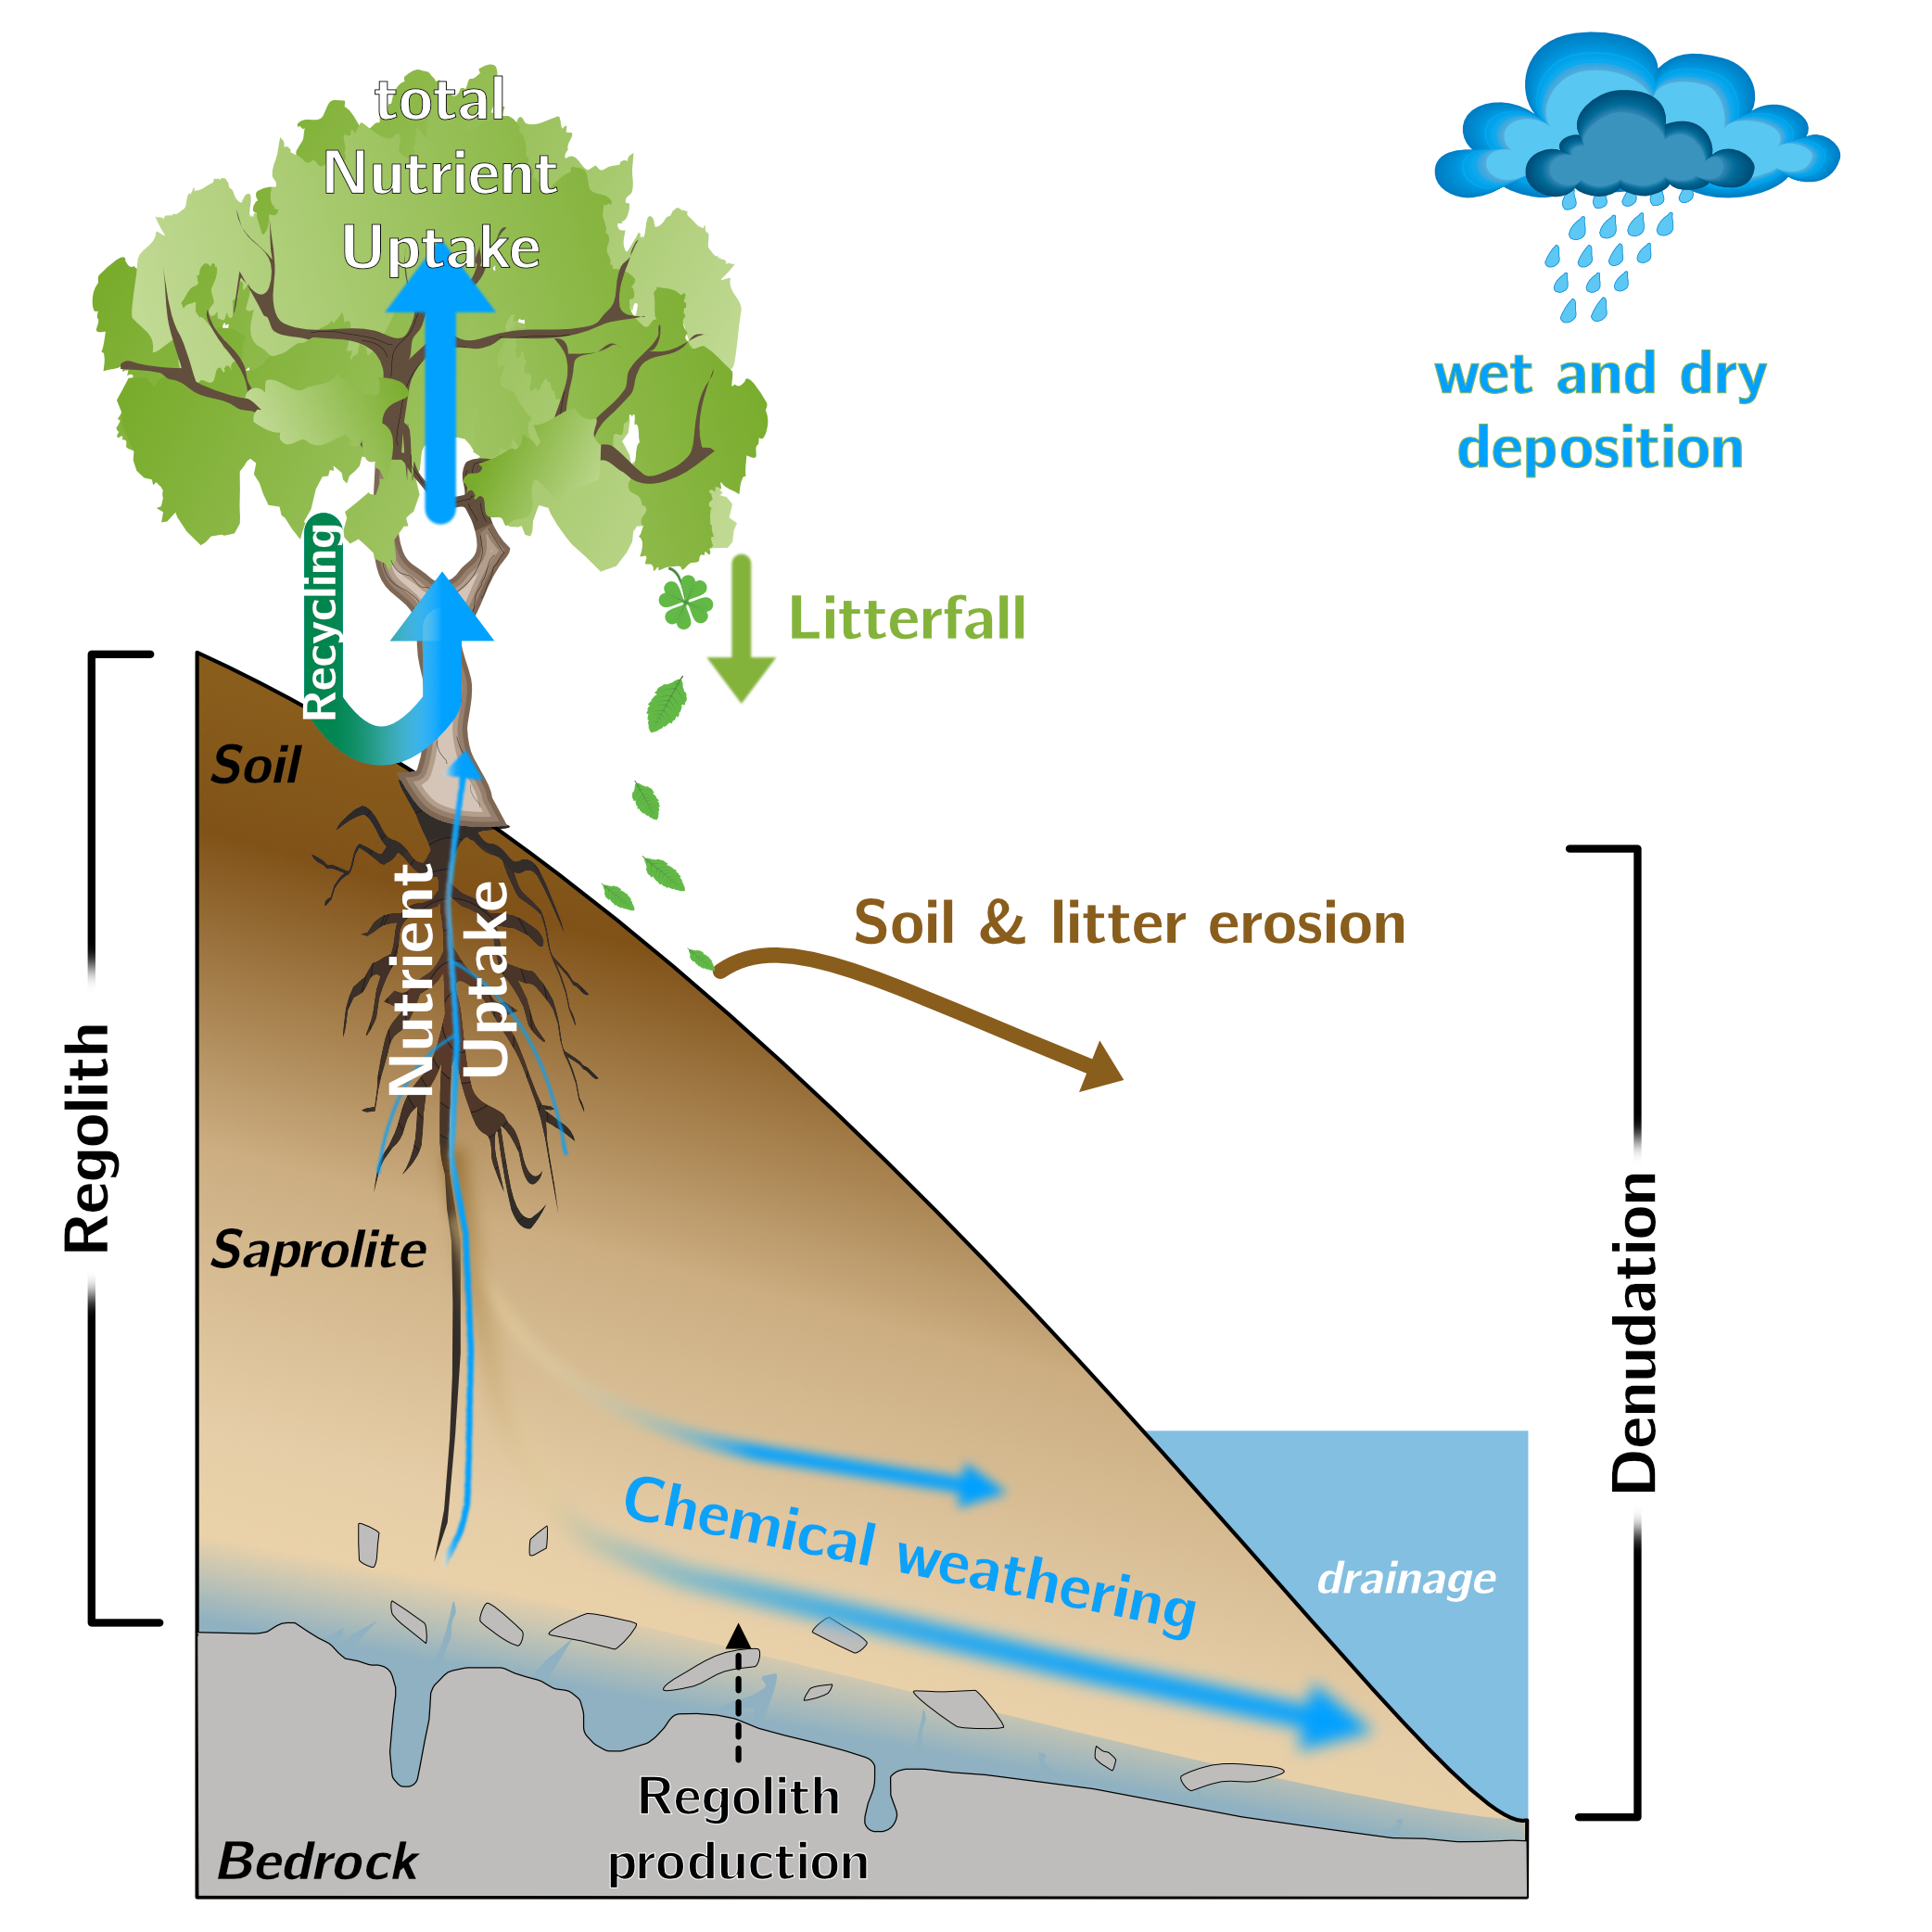 total
Nutrient
Uptake
wet and dry
deposition
Recycling
Litterfall
Soil
Nutrient
Uptake
Soil & litter erosion
Regolith
Saprolite
Denudation
Chemical weathering
drainage
Regolith
production
Bedrock